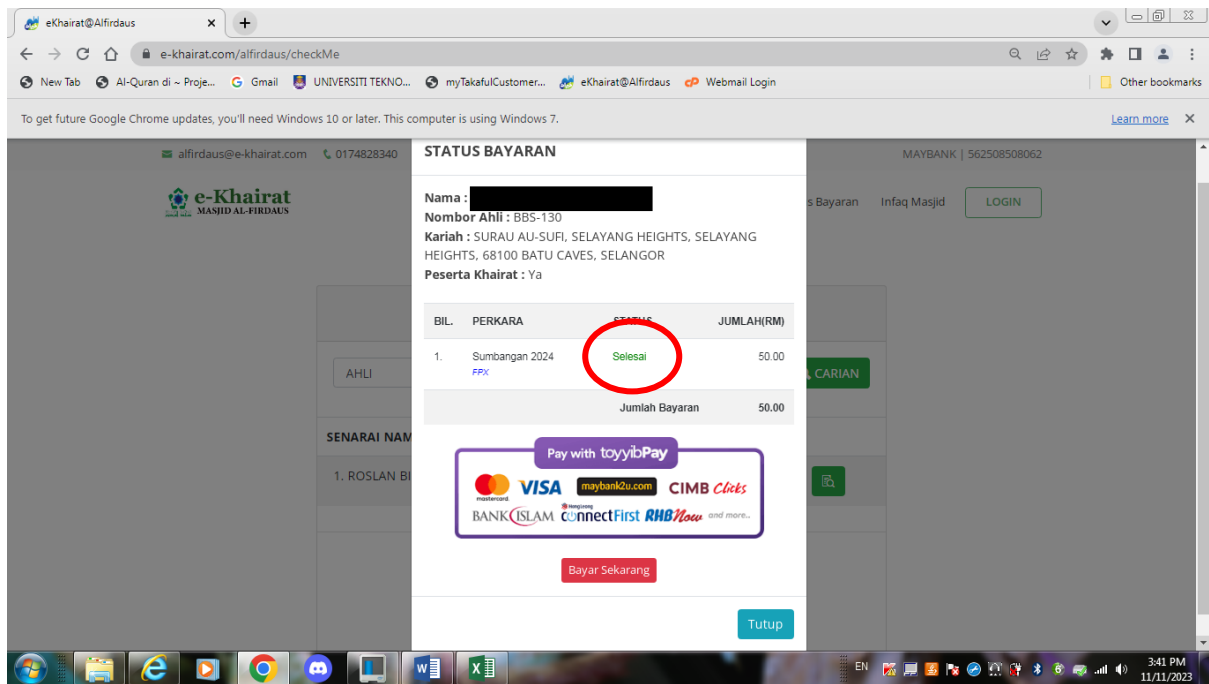 eKhairat@Alfirdaus
e-khairat.com/alfirdaus/checkMe
New Tab Al-Quran di ~ Proje... Gmail UNIVERSITI TEKNO... myTakafulCustomer... eKhairat@Alfirdaus Webmail Login Other bookmarks
To get future Google Chrome updates, you'll need Windows 10 or later. This computer is using Windows 7. Learn more
alfirdaus@e-khairat.com 0174828340 MAYBANK | 562508508062
e-Khairat
MASJID AL-FIRDAUS
s Bayaran Infaq Masjid LOGIN
STATUS BAYARAN
Nama :
Nombor Ahli : BBS-130
Kariah : SURAU AU-SUFI, SELAYANG HEIGHTS, SELAYANG
HEIGHTS, 68100 BATU CAVES, SELANGOR
Peserta Khairat : Ya
BIL. PERKARA STATUS JUMLAH(RM)
1. Sumbangan 2024 Selesai 50.00
FPX
Jumlah Bayaran 50.00
AHLI CARIAN
SENARAI NAM
1. ROSLAN BI
Pay with toyyibPay
mastercard VISA maybank2u.com CIMB Clicks
BANK ISLAM HongLeong connectFirst RHB Now and more..
Bayar Sekarang
Tutup
EN
3:41 PM
11/11/2023